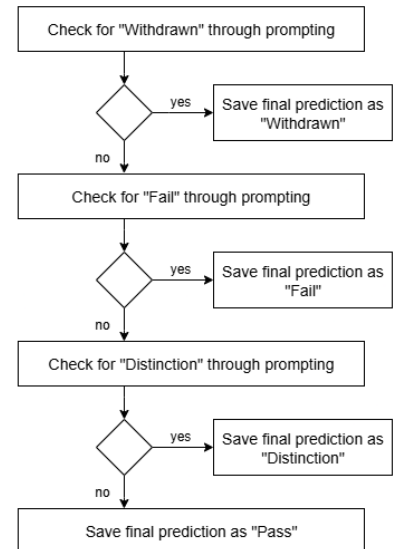 Check for "Withdrawn" through prompting
yes
Save final prediction as
"Withdrawn"
no
Check for "Fail" through prompting
yes
Save final prediction as
"Fail"
no
Check for "Distinction" through prompting
yes
Save final prediction as
"Distinction"
no
Save final prediction as "Pass"